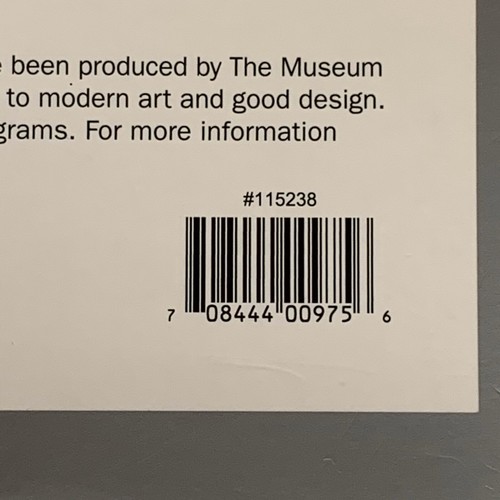 been produced by The Museum
to modern art and good design.
grams. For more information
#115238
7 08444 00975 6